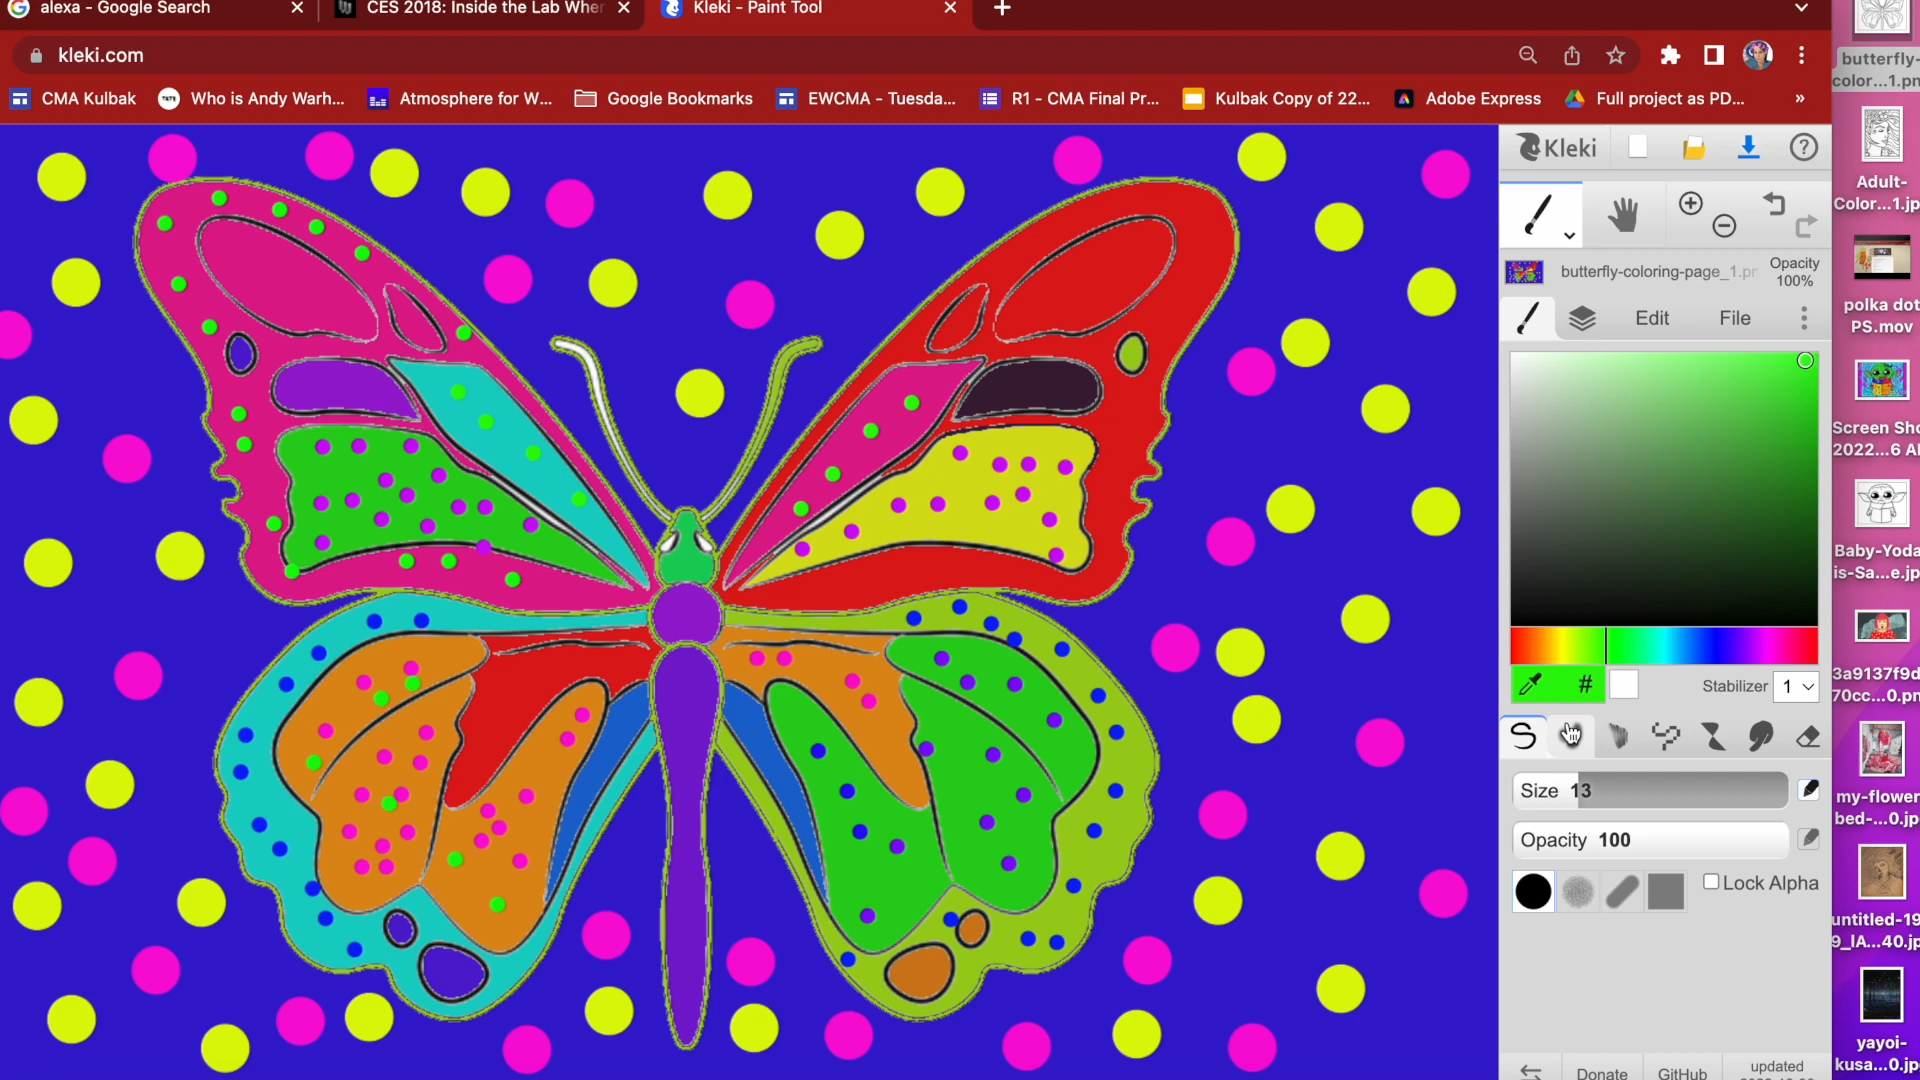 alexa - Google Search
CES 2018: Inside the Lab Wher
Kleki - Paint Tool
kleki.com
CMA Kulbak
Who is Andy Warh...
Atmosphere for W...
Google Bookmarks
EWCMA - Tuesda...
R1 - CMA Final Pr...
Kulbak Copy of 22...
Adobe Express
Full project as PD...
»
Kleki
butterfly-coloring-page_1.pn
Opacity
100%
Edit
File
#
Stabilizer 1
Size 13
Opacity 100
Lock Alpha
Donate
GitHub
updated
butterfly-
color...1.pn
Adult-
Color...1.jp
polka dot
PS.mov
Screen Sho
2022...6 AM
Baby-Yoda
is-Sa...e.jp
3a9137f9d
70cc...0.pn
my-flower
bed-...0.jp
untitled-19
9_IA...40.jp
yayoi-
kusa...0.jp